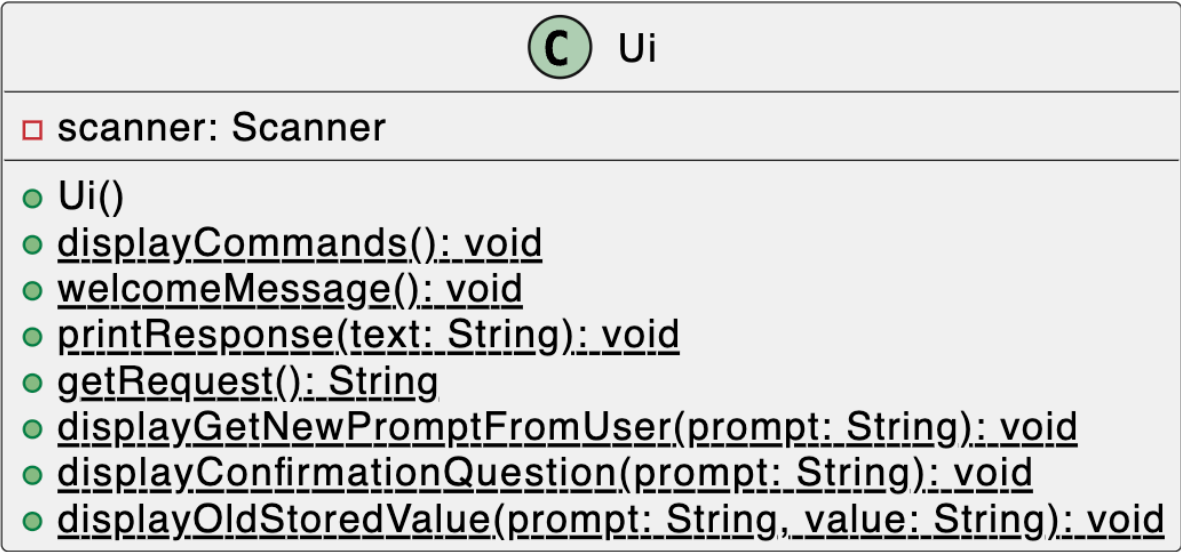 C Ui
scanner: Scanner
Ui()
displayCommands(): void
welcomeMessage(): void
printResponse(text: String): void
getRequest(): String
displayGetNewPromptFromUser(prompt: String): void
displayConfirmationQuestion(prompt: String): void
displayOldStoredValue(prompt: String, value: String): void